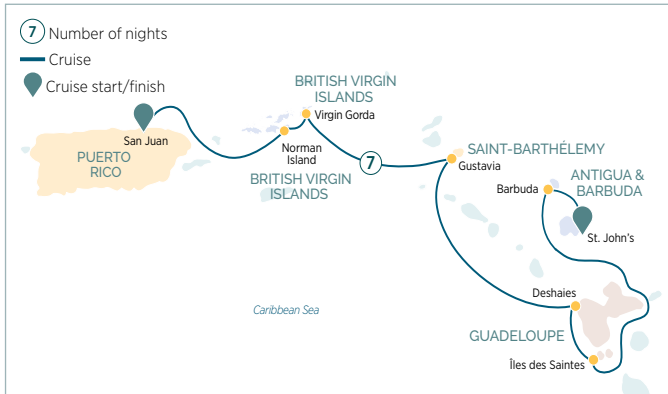 7 Number of nights
Cruise
Cruise start/finish
BRITISH VIRGIN
ISLANDS
Virgin Gorda
San Juan
Norman
Island
PUERTO
RICO
BRITISH VIRGIN
ISLANDS
7
SAINT-BARTHÉLEMY
Gustavia
ANTIGUA &
BARBUDA
Barbuda
St. John's
Deshaies
Caribbean Sea
GUADELOUPE
Îles des Saintes